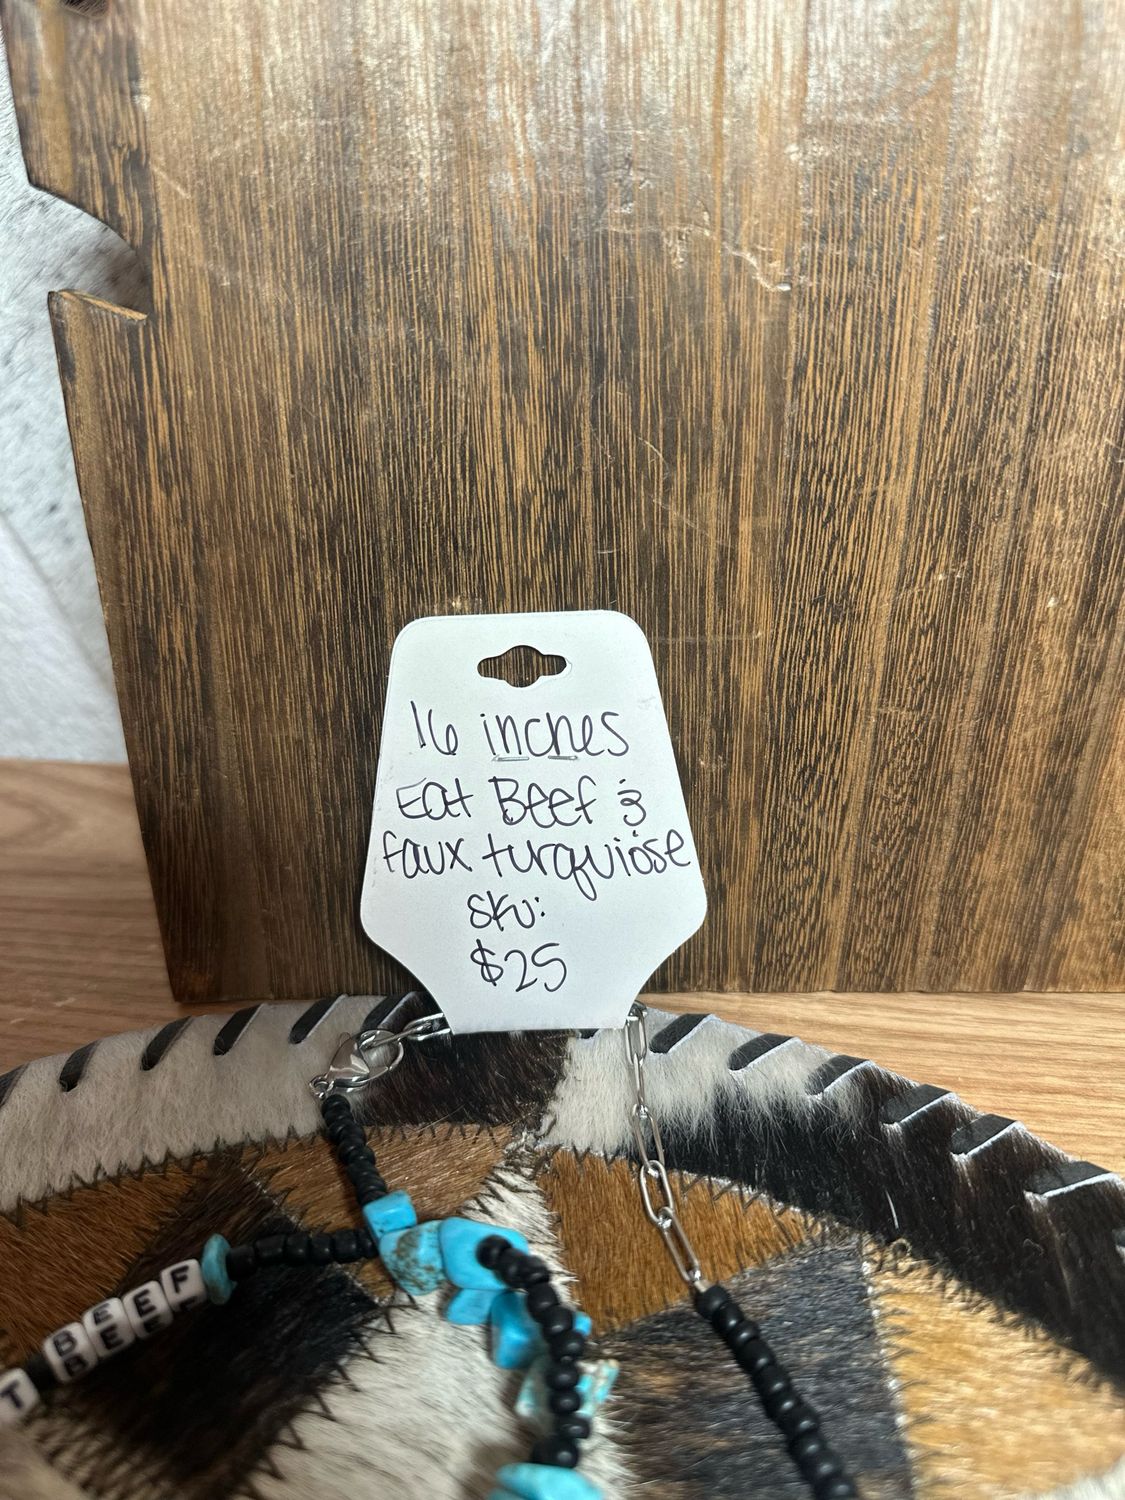 16 inches
Eat Beef &
faux turquiose
sku:
$25
T BEEF